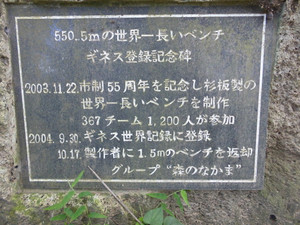 550.5mの世界一長いベンチ
ギネス登録記念碑
2003.11.22.市制55周年を記念し杉板製の
世界一長いベンチを制作
367チーム1,200人が参加
2004.9.30.ギネス世界記録に登録
10.17.製作者に1.5mのベンチを返却
グループ“森のなかま”